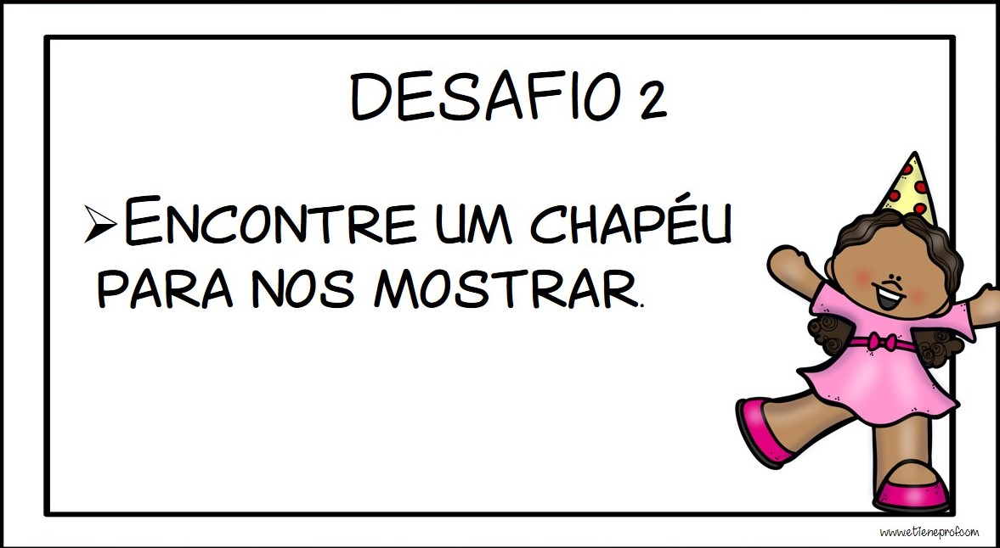 DESAFIO 2
➢ENCONTRE UM CHAPÉU
PARA NOS MOSTRAR.
www.etieneprof.com